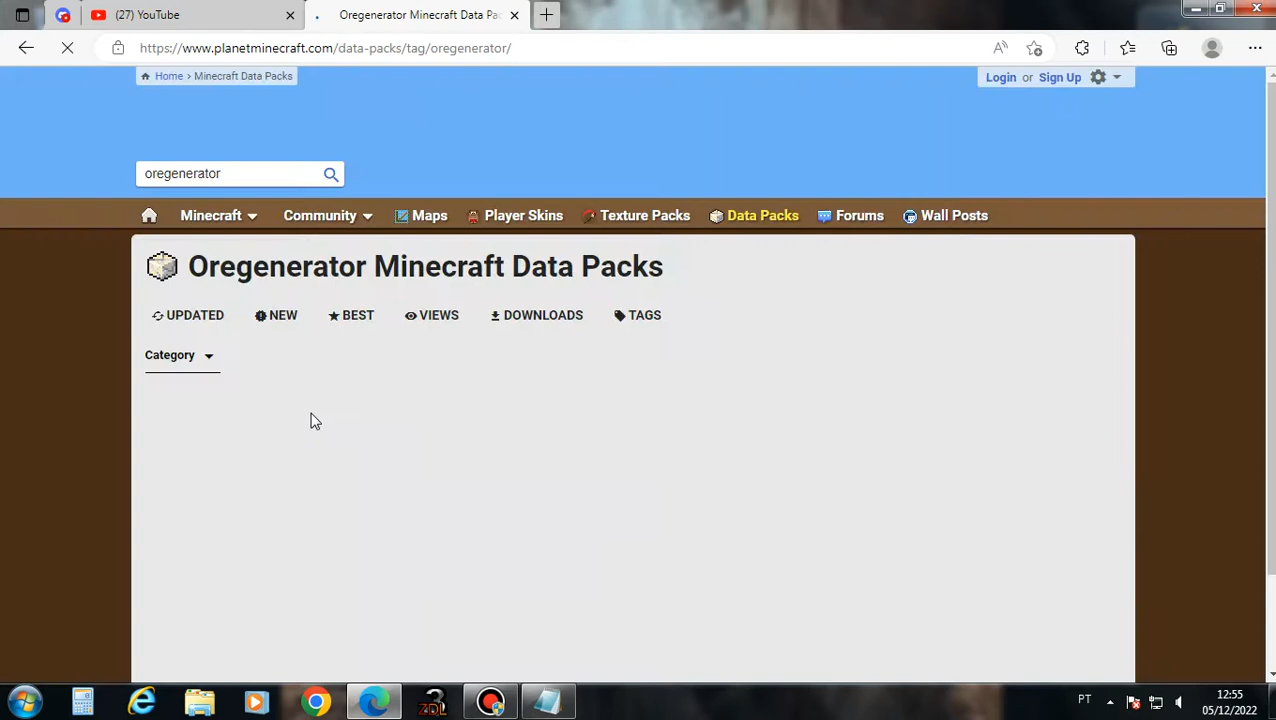 (27) YouTube
Oregenerator Minecraft Data Pa
https://www.planetminecraft.com/data-packs/tag/oregenerator/
Home > Minecraft Data Packs
Login or Sign Up
oregenerator
Minecraft Community Maps Player Skins Texture Packs Data Packs Forums Wall Posts
Oregenerator Minecraft Data Packs
UPDATED NEW BEST VIEWS DOWNLOADS TAGS
Category
ZDL
PT
12:55
05/12/2022